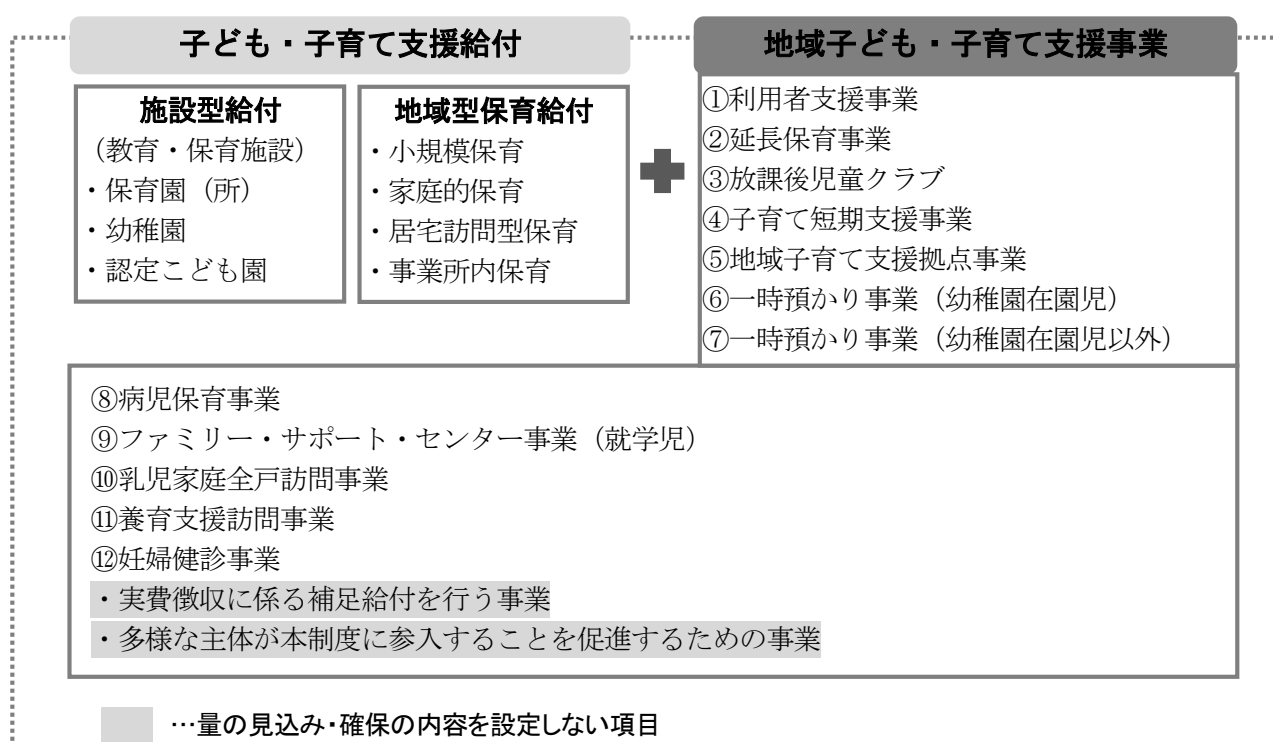 子ども・子育て支援給付
施設型給付
（教育・保育施設）
・保育園（所）
・幼稚園
・認定こども園
地域型保育給付
・小規模保育
・家庭的保育
・居宅訪問型保育
・事業所内保育
地域子ども・子育て支援事業
①利用者支援事業
②延長保育事業
③放課後児童クラブ
④子育て短期支援事業
⑤地域子育て支援拠点事業
⑥一時預かり事業（幼稚園在園児）
⑦一時預かり事業（幼稚園在園児以外）
⑧病児保育事業
⑨ファミリー・サポート・センター事業（就学児）
⑩乳児家庭全戸訪問事業
⑪養育支援訪問事業
⑫妊婦健診事業
・実費徴収に係る補足給付を行う事業
・多様な主体が本制度に参入することを促進するための事業
…量の見込み・確保の内容を設定しない項目